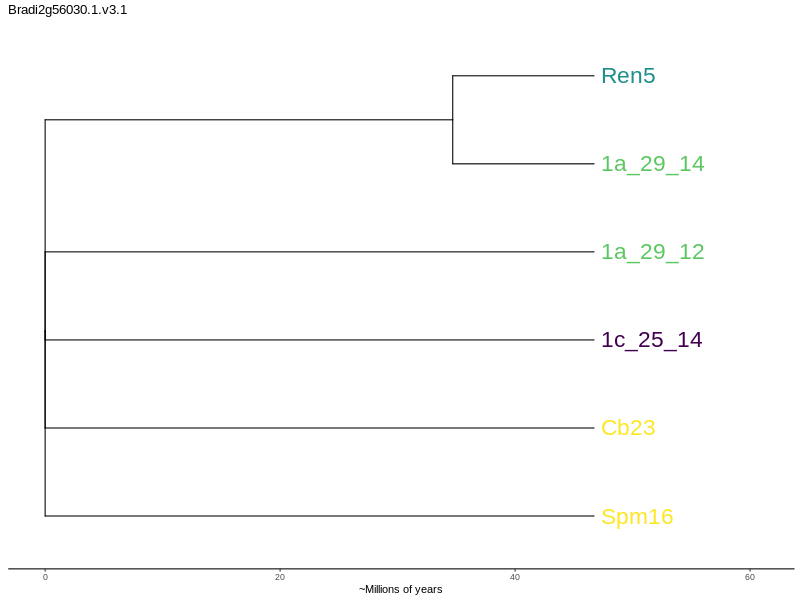 Bradi2g56030.1.v3.1
Ren5
1a_29_14
1a_29_12
1c_25_14
Cb23
Spm16
0 20 40 60
~Millions of years